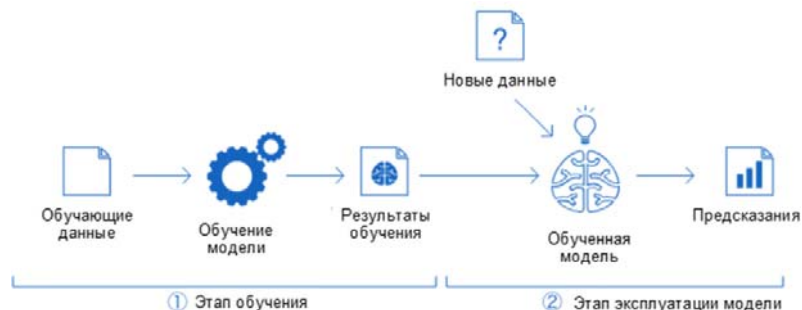 ?
Новые данные
Обучающие
данные
Обучение
модели
Результаты
обучения
Обученная
модель
Предсказания
① Этап обучения
② Этап эксплуатации модели